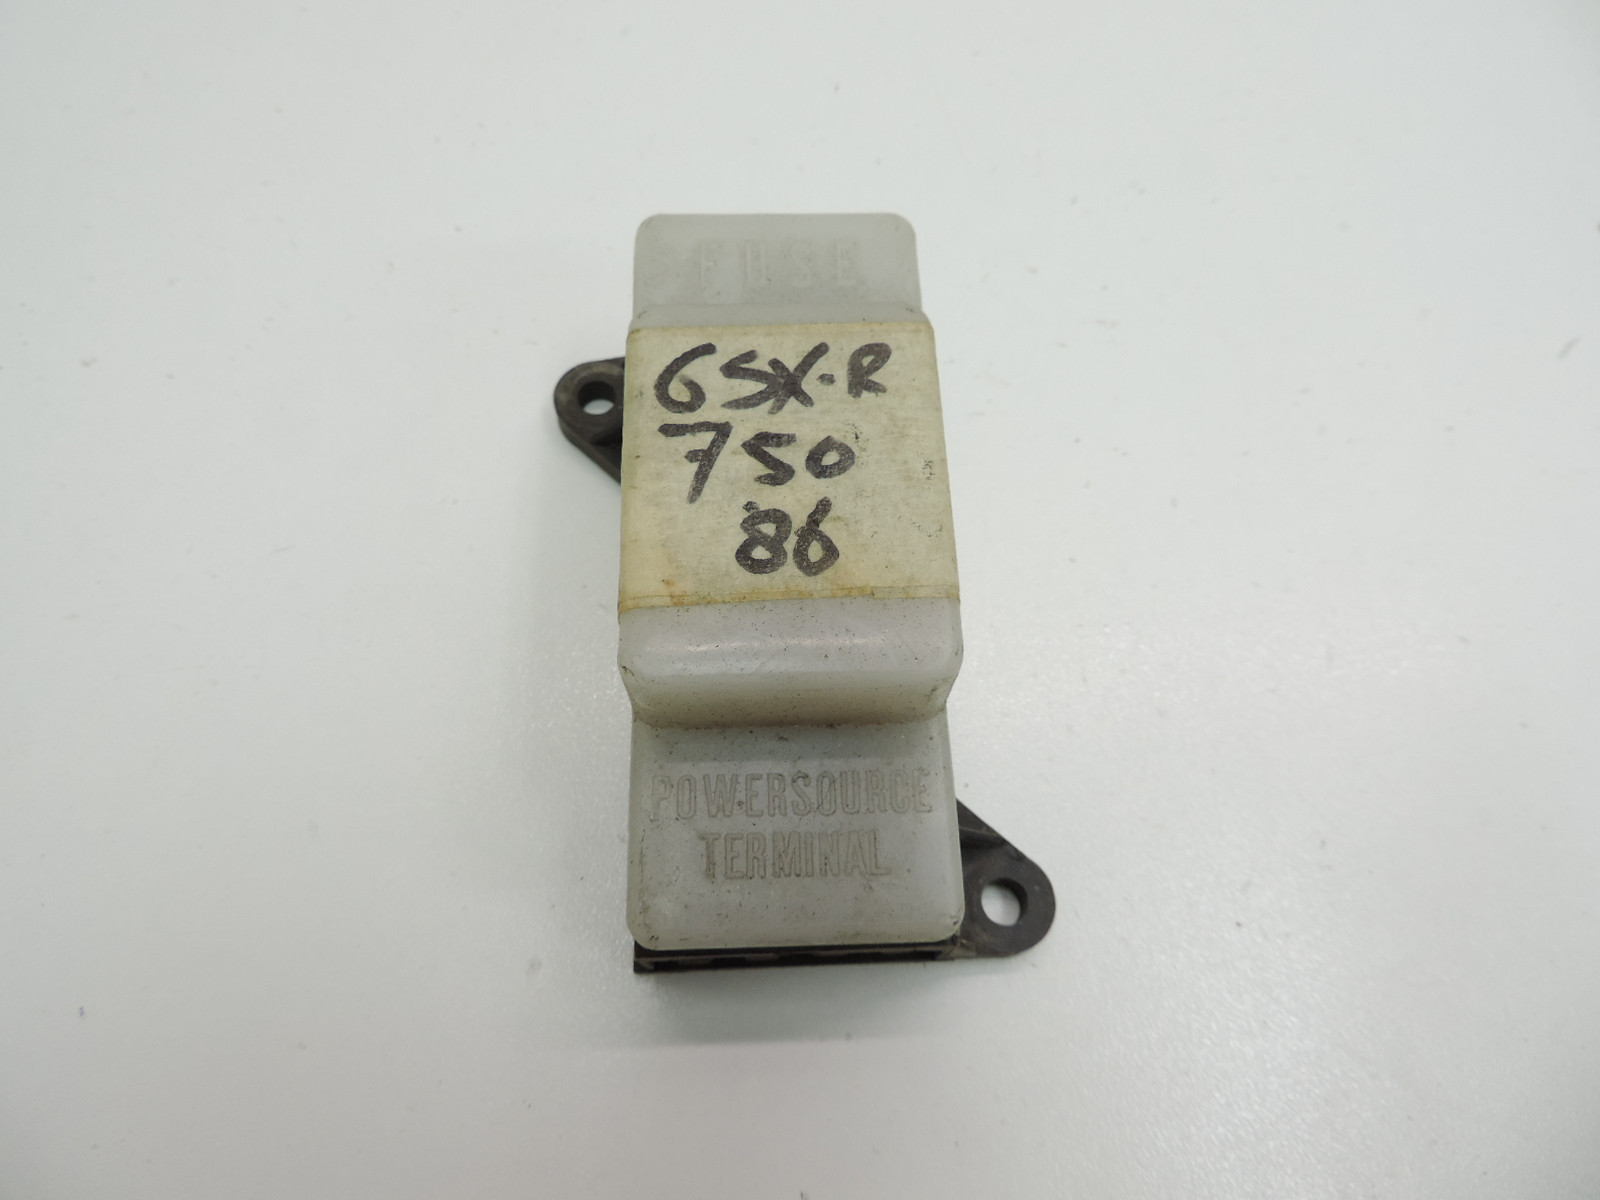 FUSE
GSX-R
750
86
POWERSOURCE
TERMINAL